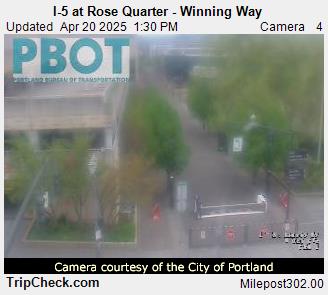 I-5 at Rose Quarter - Winning Way
Updated Apr 20 2025 1:30 PM Camera 4
PBOT
PORTLAND BUREAU OF TRANSPORTATION
Camera courtesy of the City of Portland
TripCheck.com Milepost302.00